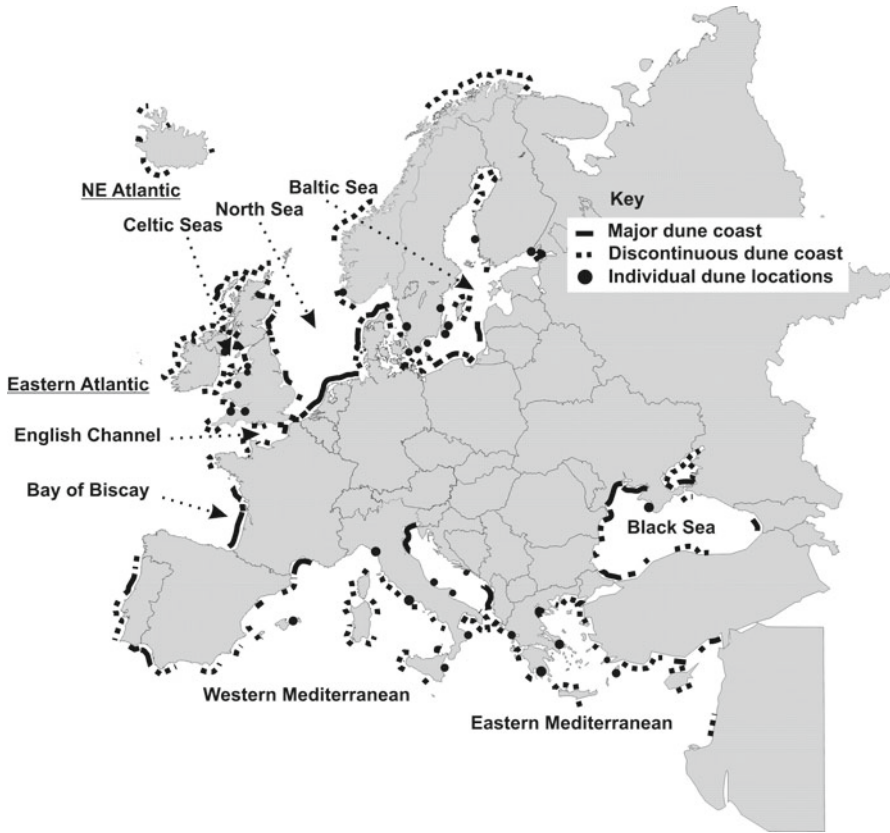 Baltic Sea
Key
NE Atlantic
North Sea
Celtic Seas
Major dune coast
Discontinuous dune coast
Individual dune locations
Eastern Atlantic
English Channel
Bay of Biscay
Black Sea
Western Mediterranean
Eastern Mediterranean